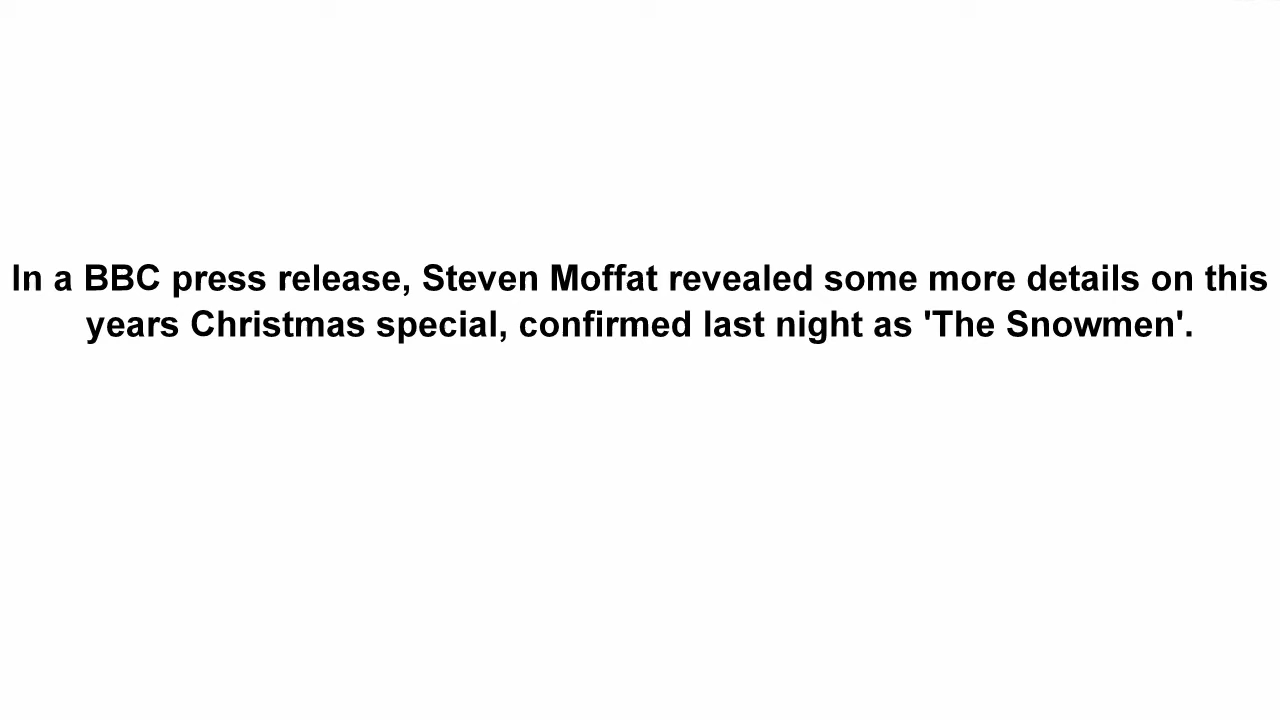 In a BBC press release, Steven Moffat revealed some more details on this
years Christmas special, confirmed last night as 'The Snowmen'.